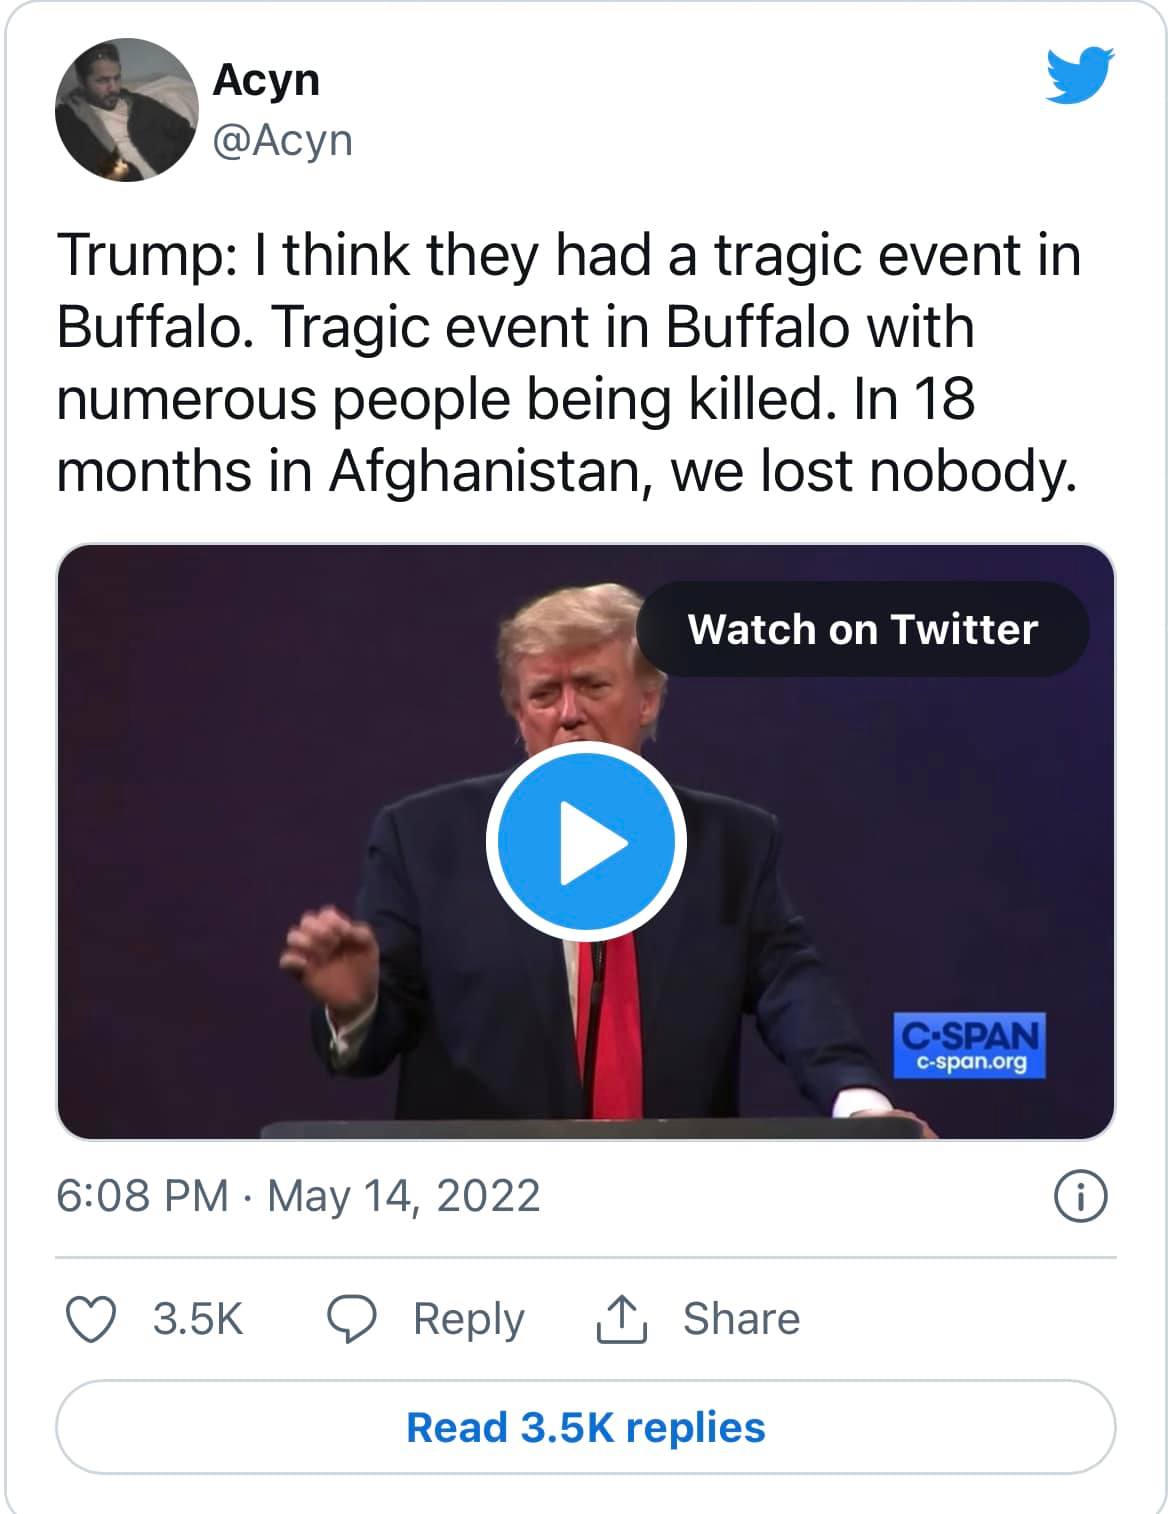 Acyn
@Acyn
Trump: I think they had a tragic event in
Buffalo. Tragic event in Buffalo with
numerous people being killed. In 18
months in Afghanistan, we lost nobody.
Watch on Twitter
C-SPAN
c-span.org
6:08 PM · May 14, 2022
3.5K Reply Share
Read 3.5K replies